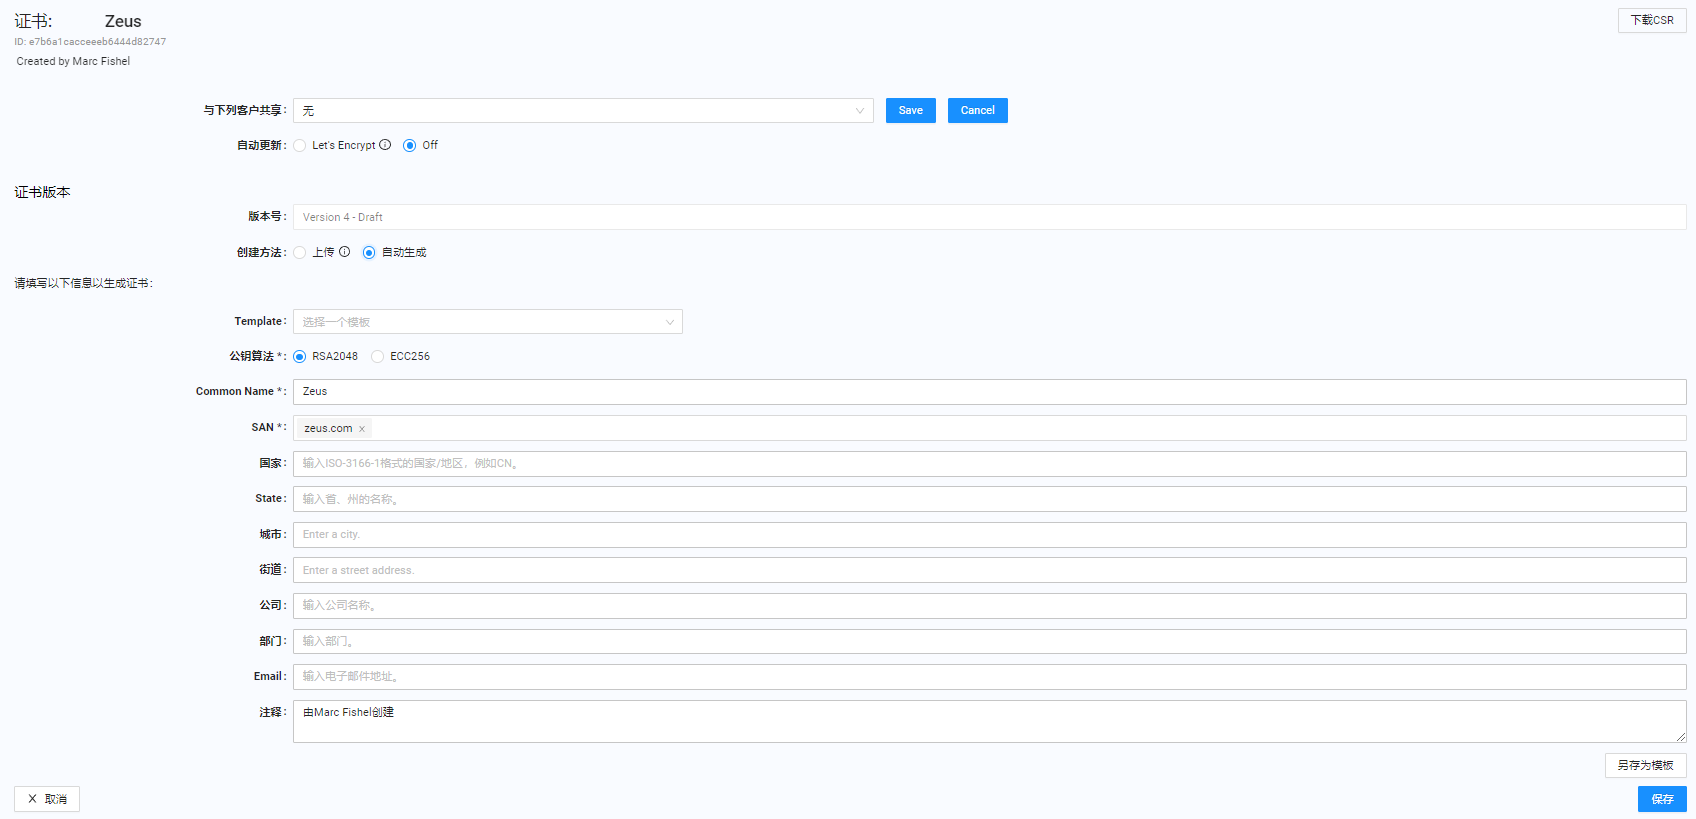 证书: Zeus 下载CSR
ID: e7b6a1cacceeeb6444d82747
Created by Marc Fishel
与下列客户共享: 无 Save Cancel
自动更新: Let's Encrypt Off
证书版本
版本号: Version 4 - Draft
创建方法: 上传 自动生成
请填写以下信息以生成证书:
Template: 选择一个模板
公钥算法 *: RSA2048 ECC256
Common Name *: Zeus
SAN *: zeus.com x
国家: 输入ISO-3166-1格式的国家/地区，例如CN。
State: 输入省、州的名称。
城市: Enter a city.
街道: Enter a street address.
公司: 输入公司名称。
部门: 输入部门。
Email: 输入电子邮件地址。
注释: 由Marc Fishel创建
另存为模板
取消 保存